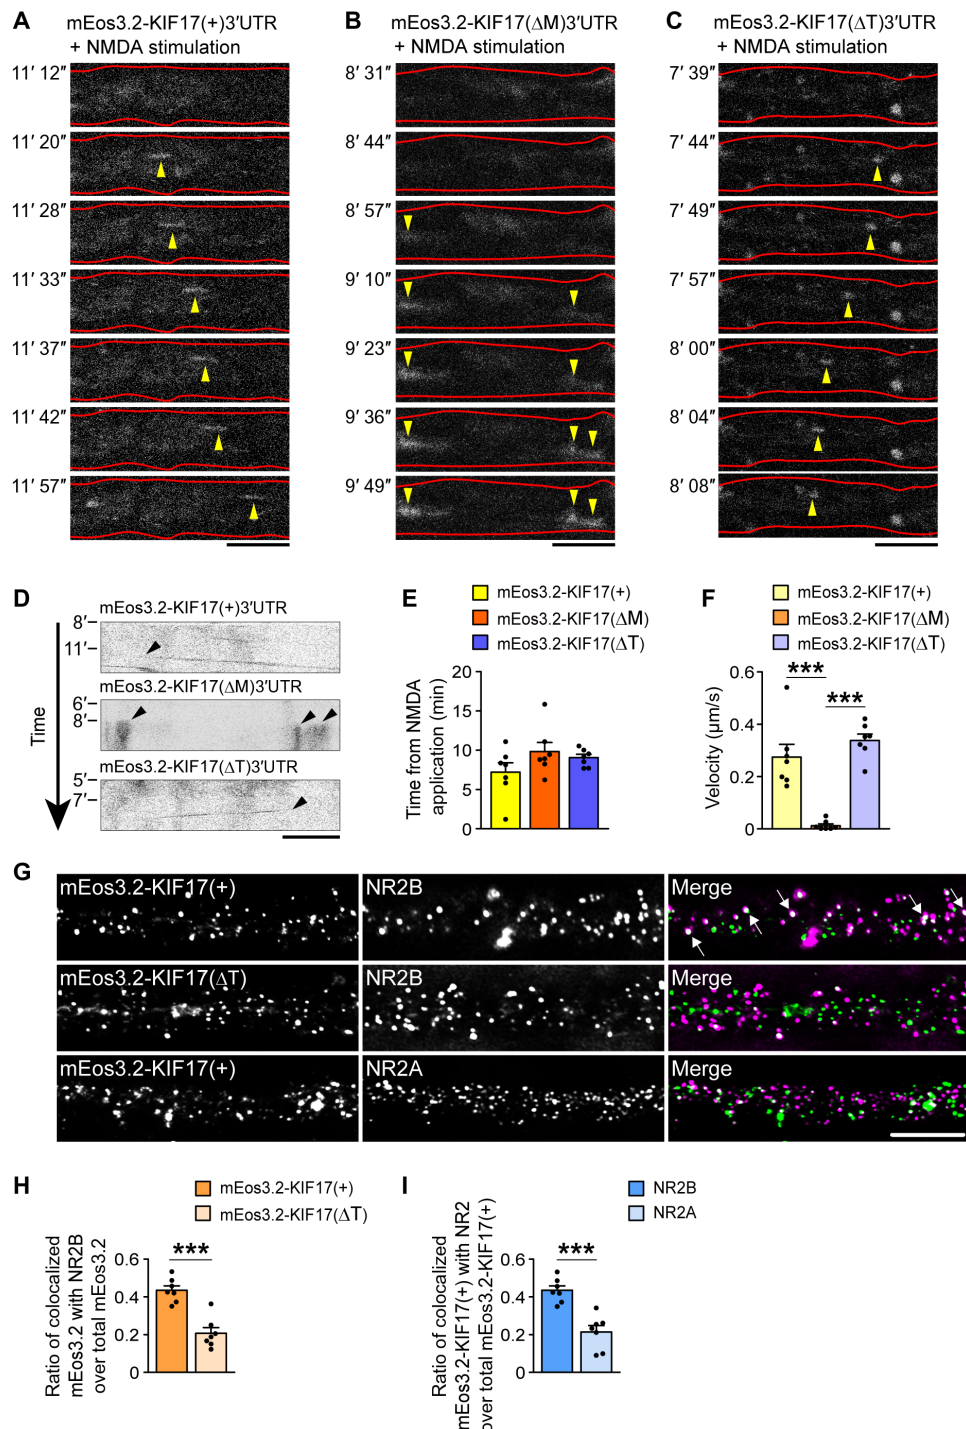 A
mEos3.2-KIF17(+)3′UTR
+ NMDA stimulation
11′ 12″
11′ 20″
11′ 28″
11′ 33″
11′ 37″
11′ 42″
11′ 57″
B
mEos3.2-KIF17(ΔM)3′UTR
+ NMDA stimulation
8′ 31″
8′ 44″
8′ 57″
9′ 10″
9′ 23″
9′ 36″
9′ 49″
C
mEos3.2-KIF17(ΔT)3′UTR
+ NMDA stimulation
7′ 39″
7′ 44″
7′ 49″
7′ 57″
8′ 00″
8′ 04″
8′ 08″
D
Time
mEos3.2-KIF17(+)3′UTR
8′
11′
mEos3.2-KIF17(ΔM)3′UTR
6′
8′
mEos3.2-KIF17(ΔT)3′UTR
5′
7′
E
mEos3.2-KIF17(+)
mEos3.2-KIF17(ΔM)
mEos3.2-KIF17(ΔT)
Time from NMDA
application (min)
20
15
10
5
0
F
mEos3.2-KIF17(+)
mEos3.2-KIF17(ΔM)
mEos3.2-KIF17(ΔT)
Velocity (μm/s)
0.6
0.4
0.2
0
***
***
G
mEos3.2-KIF17(+)
NR2B
Merge
mEos3.2-KIF17(ΔT)
NR2B
Merge
mEos3.2-KIF17(+)
NR2A
Merge
H
mEos3.2-KIF17(+)
mEos3.2-KIF17(ΔT)
Ratio of colocalized
mEos3.2 with NR2B
over total mEos3.2
0.6
0.4
0.2
0
***
I
NR2B
NR2A
Ratio of colocalized
mEos3.2-KIF17(+) with NR2
over total mEos3.2-KIF17(+)
0.6
0.4
0.2
0
***